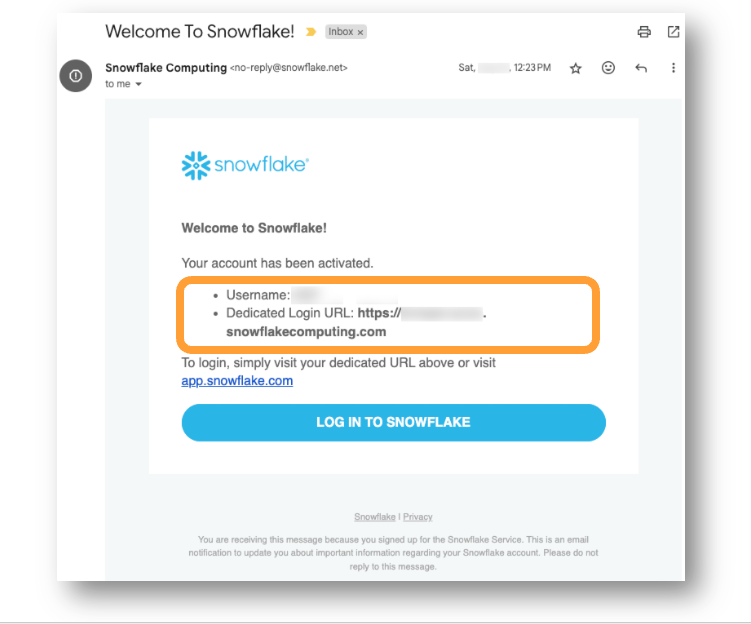 Welcome To Snowflake! Inbox ×
Snowflake Computing <no-reply@snowflake.net> Sat, , 12:23 PM
to me
snowflake®
Welcome to Snowflake!
Your account has been activated.
• Username:
• Dedicated Login URL: https:// .
snowflakecomputing.com
To login, simply visit your dedicated URL above or visit
app.snowflake.com
LOG IN TO SNOWFLAKE
Snowflake | Privacy
You are receiving this message because you signed up for the Snowflake Service. This is an email
notification to update you about important information regarding your Snowflake account. Please do not
reply to this message.